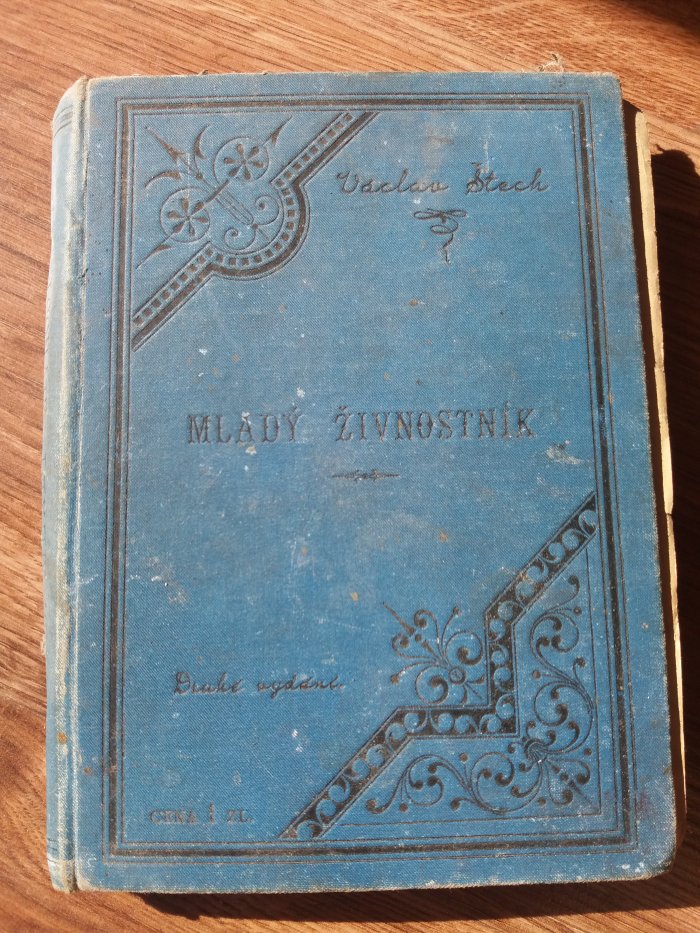 Václav Štech
MLADÝ ŽIVNOSTNÍK
Druhé vydání.
CENA 1 ZL.